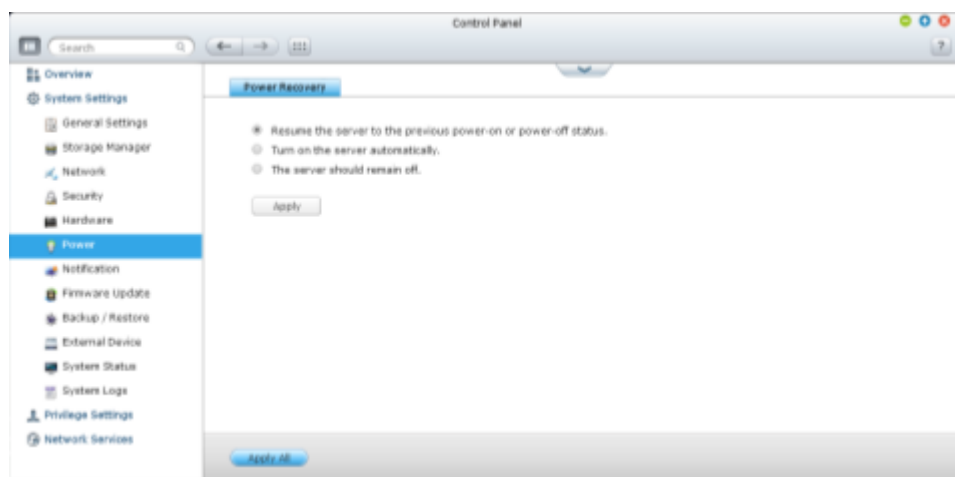 Control Panel
Search
?
Overview
System Settings
General Settings
Storage Manager
Network
Security
Hardware
Power
Notification
Firmware Update
Backup / Restore
External Device
System Status
System Logs
Privilege Settings
Network Services
Power Recovery
Resume the server to the previous power-on or power-off status.
Turn on the server automatically.
The server should remain off.
Apply
Apply All